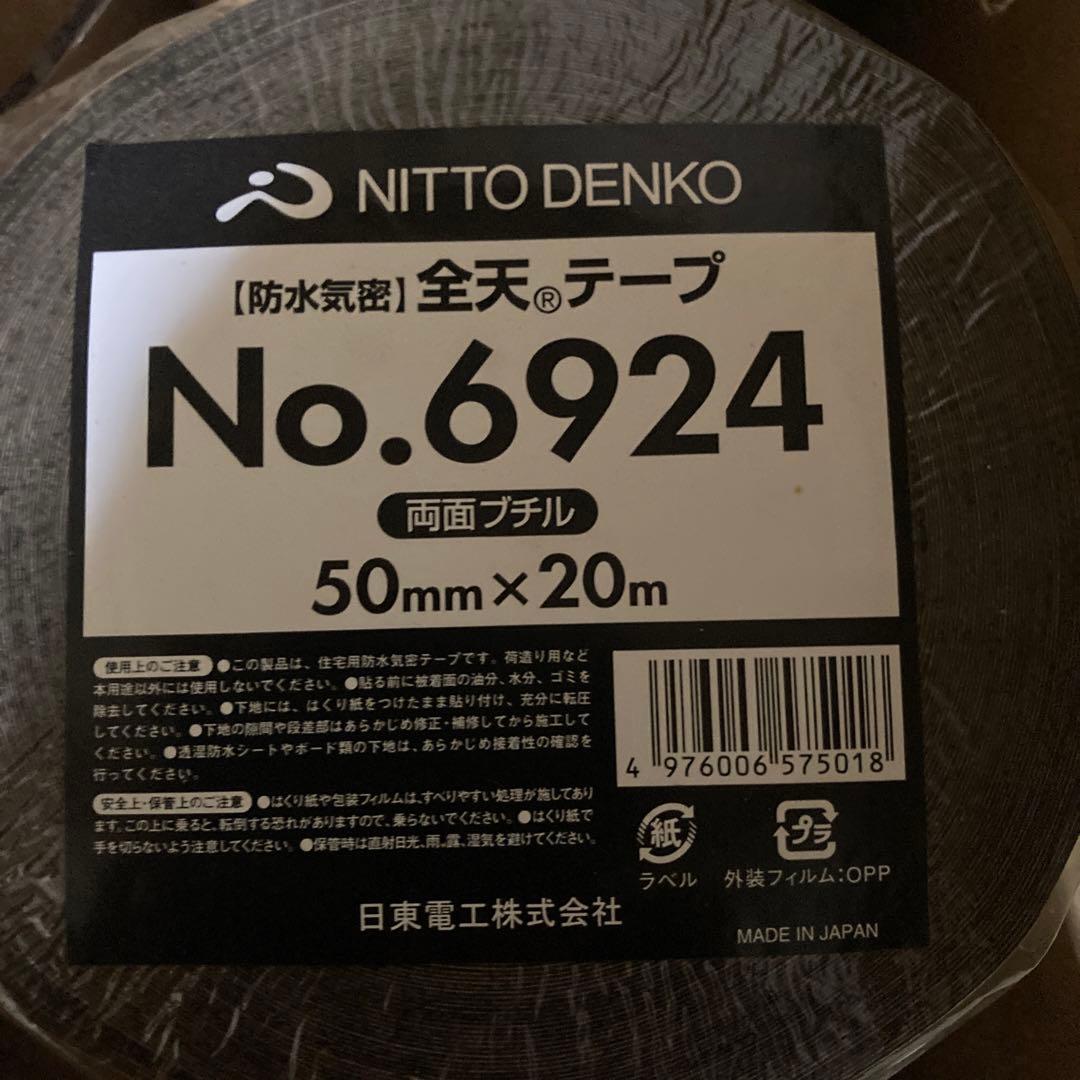 NITTO DENKO
【防水気密】全天®テープ
No.6924
両面ブチル
50mm×20m
使用上のご注意 ●この製品は、住宅用防水気密テープです。荷造り用など
本用途以外には使用しないでください。●貼る前に被着面の油分、水分、ゴミを
除去してください。●下地には、はくり紙をつけたまま貼り付け、充分に転圧
してください。●下地の隙間や段差部はあらかじめ修正・補修してから施工して
ください。●透湿防水シートやボード類の下地は、あらかじめ接着性の確認を
行ってください。
安全上・保管上のご注意 ●はくり紙や包装フィルムは、すべりやすい処理が施してあり
ます。この上に乗ると、転倒する恐れがありますので、乗らないでください。●はくり紙で
手を切らないよう注意してください。●保管時は直射日光、雨、露、湿気を避けてください。
4 976006 575018
紙
ラベル
プラ
外装フィルム:OPP
日東電工株式会社
MADE IN JAPAN